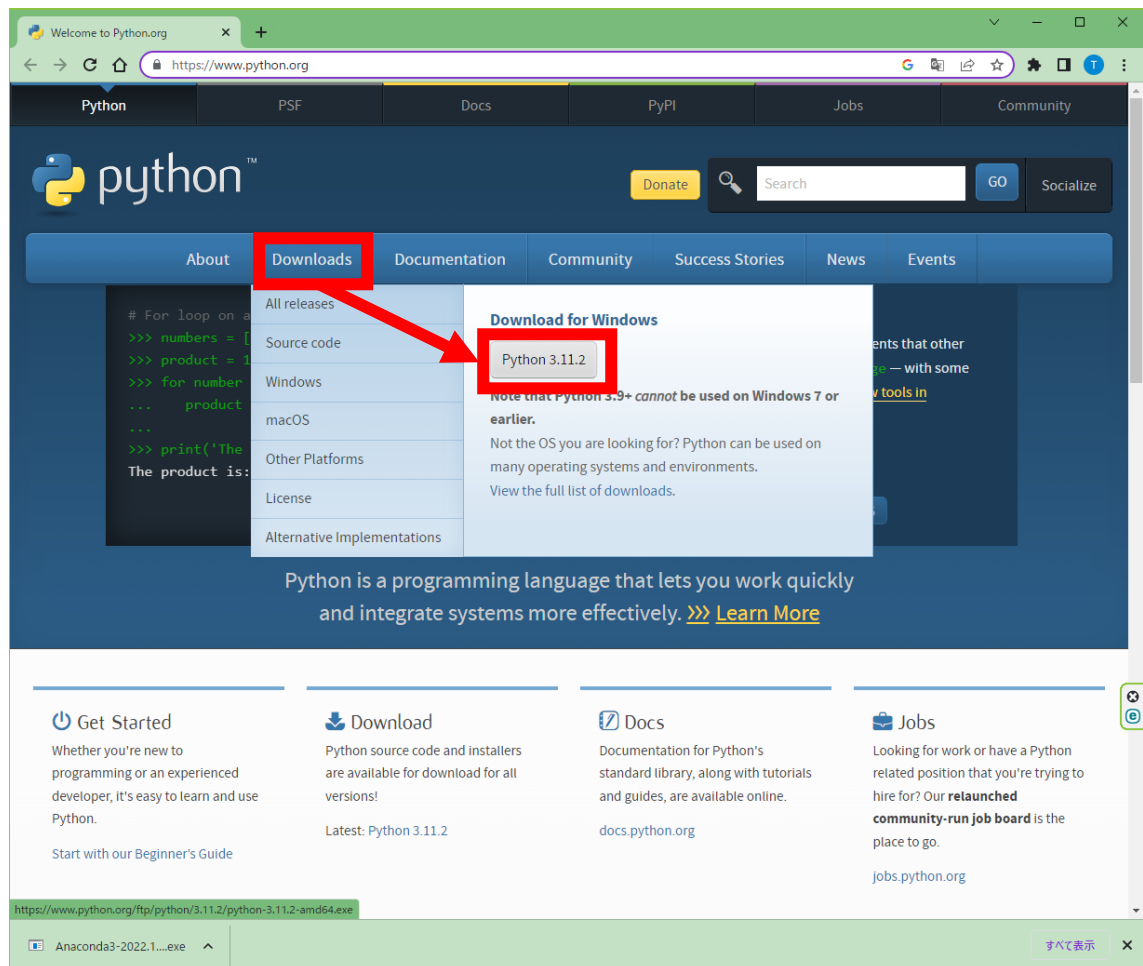 Welcome to Python.org
https://www.python.org
G
T
Python
PSF
Docs
PyPI
Jobs
Community
python™
Donate
Search
GO
Socialize
About
Downloads
Documentation
Community
Success Stories
News
Events
# For loop on a
>>> numbers = [
>>> product = 1
>>> for number
... product
...
>>> print('The
The product is:
All releases
Source code
Windows
macOS
Other Platforms
License
Alternative Implementations
Download for Windows
Python 3.11.2
Note that Python 3.9+ cannot be used on Windows 7 or
earlier.
Not the OS you are looking for? Python can be used on
many operating systems and environments.
View the full list of downloads.
ents that other
ge — with some
w tools in
Python is a programming language that lets you work quickly
and integrate systems more effectively. >>> Learn More
Get Started
Whether you're new to
programming or an experienced
developer, it's easy to learn and use
Python.
Start with our Beginner's Guide
Download
Python source code and installers
are available for download for all
versions!
Latest: Python 3.11.2
Docs
Documentation for Python's
standard library, along with tutorials
and guides, are available online.
docs.python.org
Jobs
Looking for work or have a Python
related position that you're trying to
hire for? Our relaunched
community-run job board is the
place to go.
jobs.python.org
e
https://www.python.org/ftp/python/3.11.2/python-3.11.2-amd64.exe
Anaconda3-2022.1....exe
すべて表示